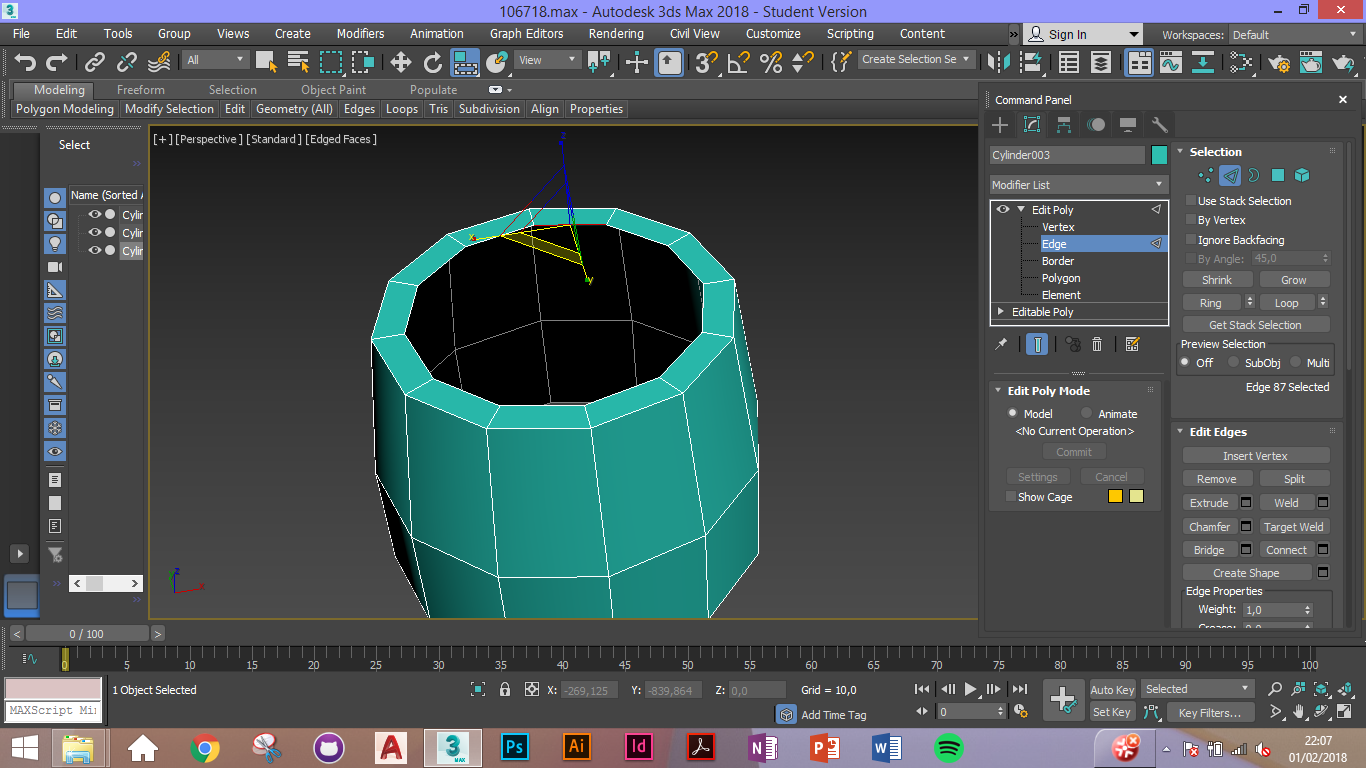 106718.max - Autodesk 3ds Max 2018 - Student Version
File Edit Tools Group Views Create Modifiers Animation Graph Editors Rendering Civil View Customize Scripting Content
Sign In
Workspaces: Default
All
View
Create Selection Se
Modeling Freeform Selection Object Paint Populate
Polygon Modeling Modify Selection Edit Geometry (All) Edges Loops Tris Subdivision Align Properties
Select
Name (Sorted A
Cylin
Cylin
Cylin
[+] [Perspective] [Standard] [Edged Faces]
z
x
y
z
x
Command Panel
Cylinder003
Modifier List
Edit Poly
Vertex
Edge
Border
Polygon
Element
Editable Poly
Edit Poly Mode
Model Animate
<No Current Operation>
Commit
Settings Cancel
Show Cage
Selection
Use Stack Selection
By Vertex
Ignore Backfacing
By Angle: 45,0
Shrink Grow
Ring Loop
Get Stack Selection
Preview Selection
Off SubObj Multi
Edge 87 Selected
Edit Edges
Insert Vertex
Remove Split
Extrude Weld
Chamfer Target Weld
Bridge Connect
Create Shape
Edge Properties
Weight: 1,0
0 / 100
0 5 10 15 20 25 30 35 40 45 50 55 60 65 70 75 80 85 90 95 100
1 Object Selected
MAXScript Mi
X: -269,125 Y: -839,864 Z: 0,0
Grid = 10,0
Add Time Tag
0
Auto Key Selected
Set Key Key Filters...
3
MAX
Ps
Ai
Id
N
P
W
22:07
01/02/2018